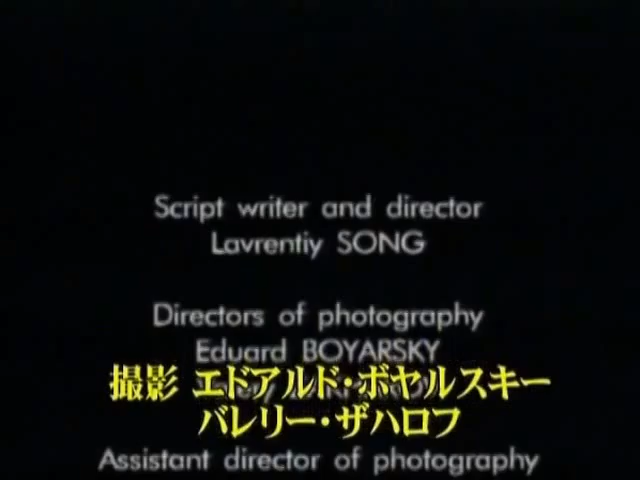 Script writer and director
Lavrentiy SONG
Directors of photography
Eduard BOYARSKY
撮影 エドアルド・ボヤルスキー
バレリー・ザハロフ
Assistant director of photography